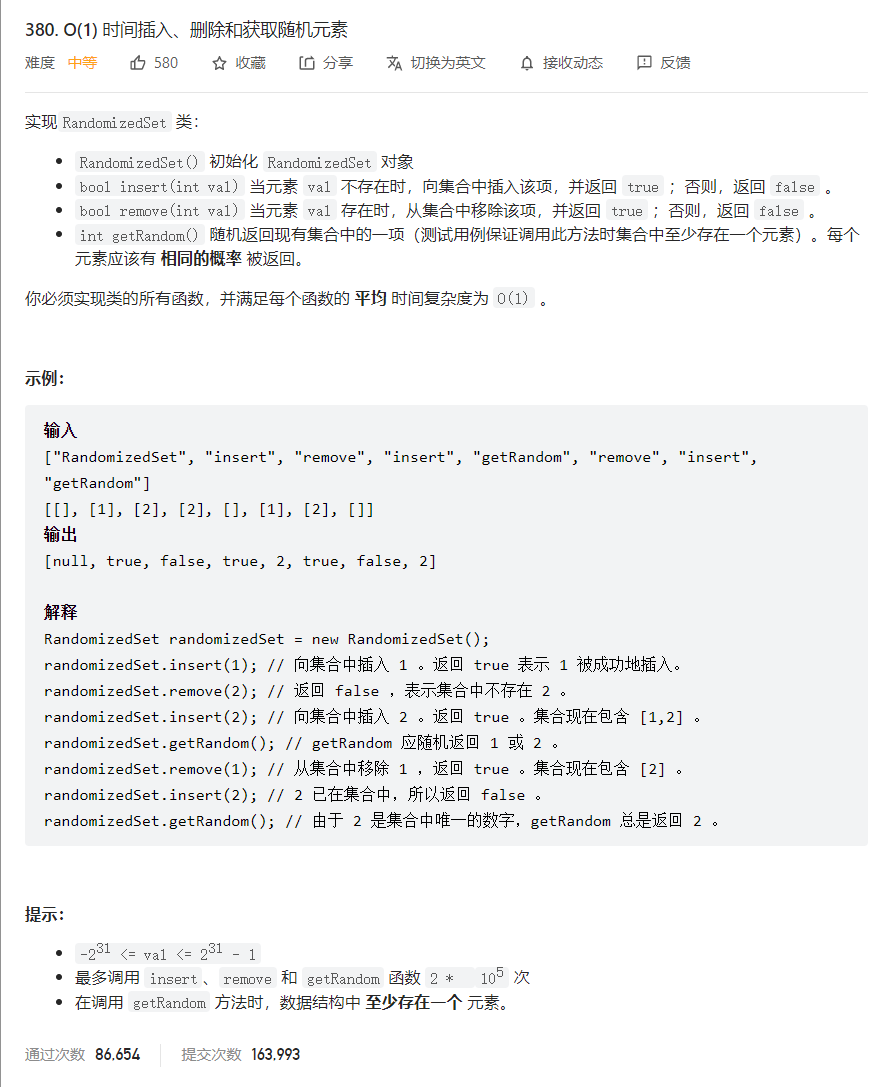 380. O(1) 时间插入、删除和获取随机元素
难度 中等 580 收藏 分享 切换为英文 接收动态 反馈
实现 RandomizedSet 类：
RandomizedSet() 初始化 RandomizedSet 对象
bool insert(int val) 当元素 val 不存在时，向集合中插入该项，并返回 true ；否则，返回 false 。
bool remove(int val) 当元素 val 存在时，从集合中移除该项，并返回 true ；否则，返回 false 。
int getRandom() 随机返回现有集合中的一项（测试用例保证调用此方法时集合中至少存在一个元素）。每个
元素应该有 相同的概率 被返回。
你必须实现类的所有函数，并满足每个函数的 平均 时间复杂度为 O(1) 。
示例：
输入
["RandomizedSet", "insert", "remove", "insert", "getRandom", "remove", "insert",
"getRandom"]
[[], [1], [2], [2], [], [1], [2], []]
输出
[null, true, false, true, 2, true, false, 2]
解释
RandomizedSet randomizedSet = new RandomizedSet();
randomizedSet.insert(1); // 向集合中插入 1 。返回 true 表示 1 被成功地插入。
randomizedSet.remove(2); // 返回 false ，表示集合中不存在 2 。
randomizedSet.insert(2); // 向集合中插入 2 。返回 true 。集合现在包含 [1,2] 。
randomizedSet.getRandom(); // getRandom 应随机返回 1 或 2 。
randomizedSet.remove(1); // 从集合中移除 1 ，返回 true 。集合现在包含 [2] 。
randomizedSet.insert(2); // 2 已在集合中，所以返回 false 。
randomizedSet.getRandom(); // 由于 2 是集合中唯一的数字，getRandom 总是返回 2 。
提示：
-2^31 <= val <= 2^31 - 1
最多调用 insert、remove 和 getRandom 函数 2 * 10^5 次
在调用 getRandom 方法时，数据结构中 至少存在一个 元素。
通过次数 86,654 提交次数 163,993